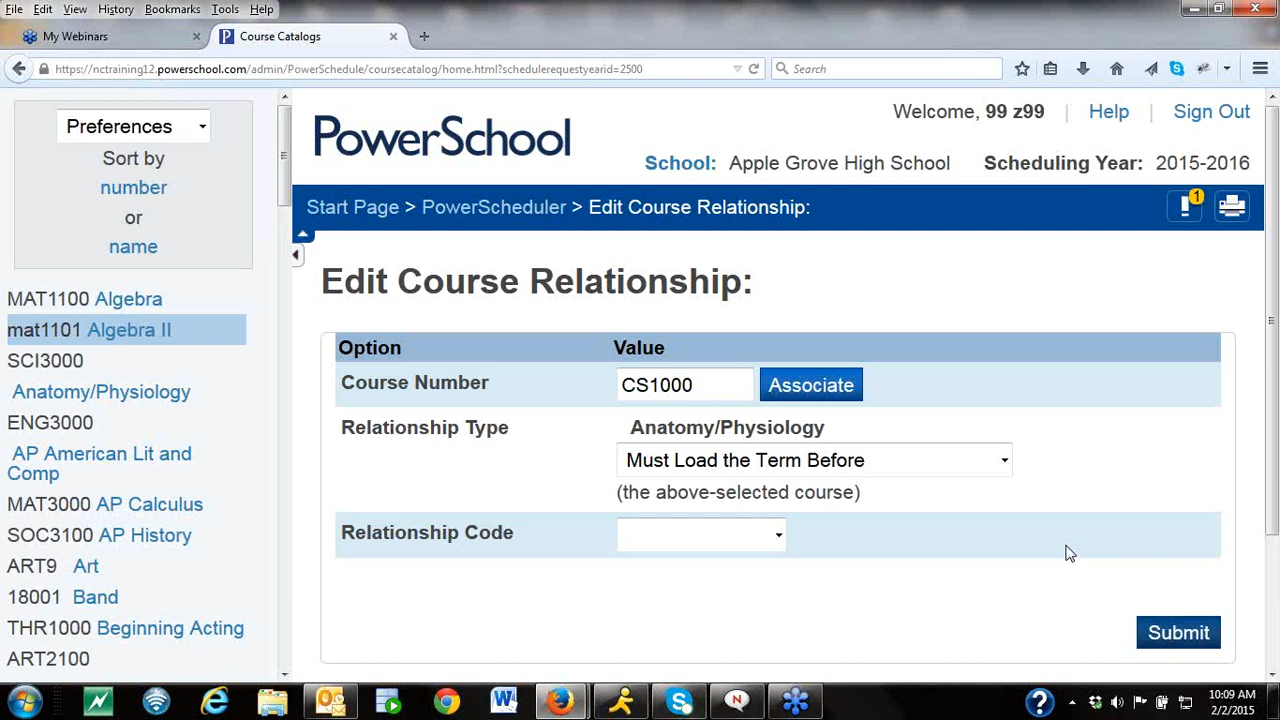 File Edit View History Bookmarks Tools Help
My Webinars × P Course Catalogs × +
https://nctraining12.powerschool.com/admin/PowerSchedule/coursecatalog/home.html?schedulerequestyearid=2500 Search
Preferences
Sort by
number
or
name
MAT1100 Algebra
mat1101 Algebra II
SCI3000
Anatomy/Physiology
ENG3000
AP American Lit and
Comp
MAT3000 AP Calculus
SOC3100 AP History
ART9 Art
18001 Band
THR1000 Beginning Acting
ART2100
PowerSchool
Welcome, 99 z99 | Help | Sign Out
School: Apple Grove High School Scheduling Year: 2015-2016
Start Page > PowerScheduler > Edit Course Relationship:
1
Edit Course Relationship:
Option Value
Course Number CS1000 Associate
Relationship Type Anatomy/Physiology
Must Load the Term Before
(the above-selected course)
Relationship Code
Submit
10:09 AM
2/2/2015